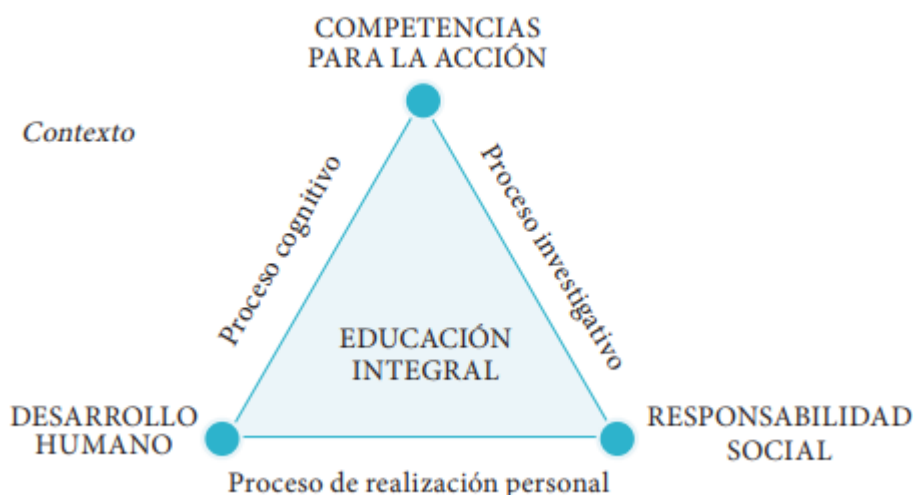 COMPETENCIAS
PARA LA ACCIÓN
Contexto
Proceso cognitivo
Proceso investigativo
EDUCACIÓN
INTEGRAL
DESARROLLO
HUMANO
RESPONSABILIDAD
SOCIAL
Proceso de realización personal